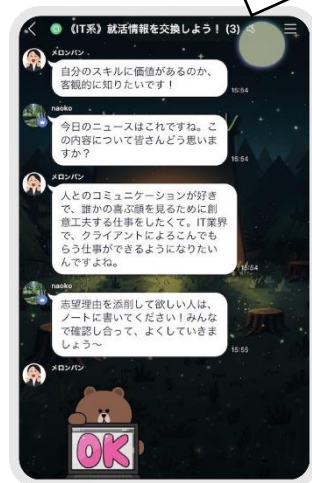 《IT系》就活情報を交換しよう！(3)
メロンパン
自分のスキルに価値があるのか、
客観的に知りたいです！
15:54
naoko
今日のニュースはこれですね。こ
の内容について皆さんどう思いま
すか？
15:54
メロンパン
人とのコミュニケーションが好き
で、誰かの喜ぶ顔を見るために創
意工夫する仕事をしたくて。IT業界
で、クライアントによろこんでも
らう仕事ができるようになりたい
んですよね。
15:54
naoko
志望理由を添削して欲しい人は、
ノートに書いてください！みんな
で確認し合って、よくしていきま
しょう〜
15:55
メロンパン
OK